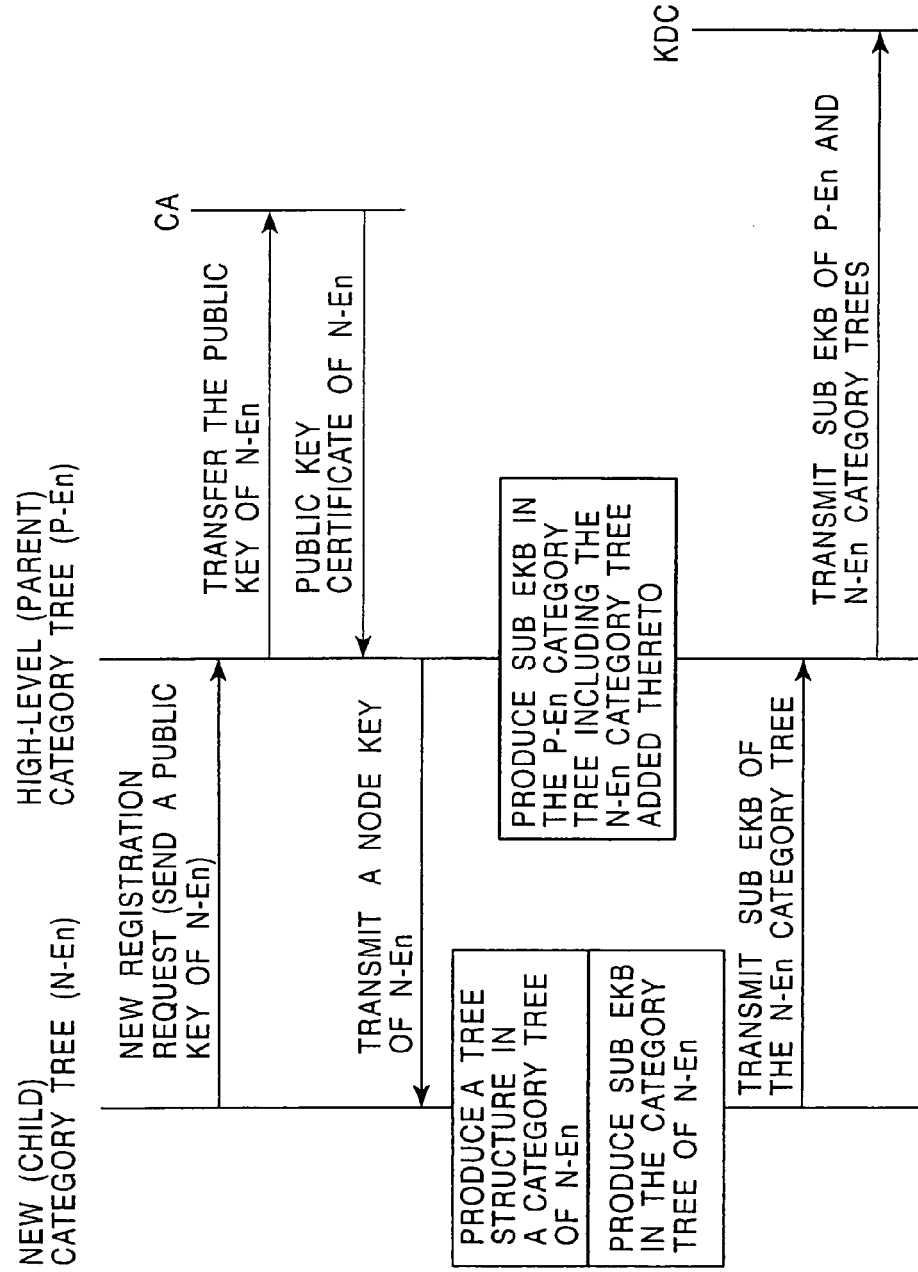 NEW (CHILD)
CATEGORY TREE (N-En)
HIGH-LEVEL (PARENT)
CATEGORY TREE (P-En)
CA
KDC
NEW REGISTRATION
REQUEST (SEND A PUBLIC
KEY OF N-En)
TRANSFER THE PUBLIC
KEY OF N-En
PUBLIC KEY
CERTIFICATE OF N-En
TRANSMIT A NODE KEY
OF N-En
PRODUCE A TREE
STRUCTURE IN
A CATEGORY TREE
OF N-En
PRODUCE SUB EKB
IN THE CATEGORY
TREE OF N-En
PRODUCE SUB EKB IN
THE P-En CATEGORY
TREE INCLUDING THE
N-En CATEGORY TREE
ADDED THERETO
TRANSMIT SUB EKB OF
THE N-En CATEGORY TREE
TRANSMIT SUB EKB OF P-En AND
N-En CATEGORY TREES